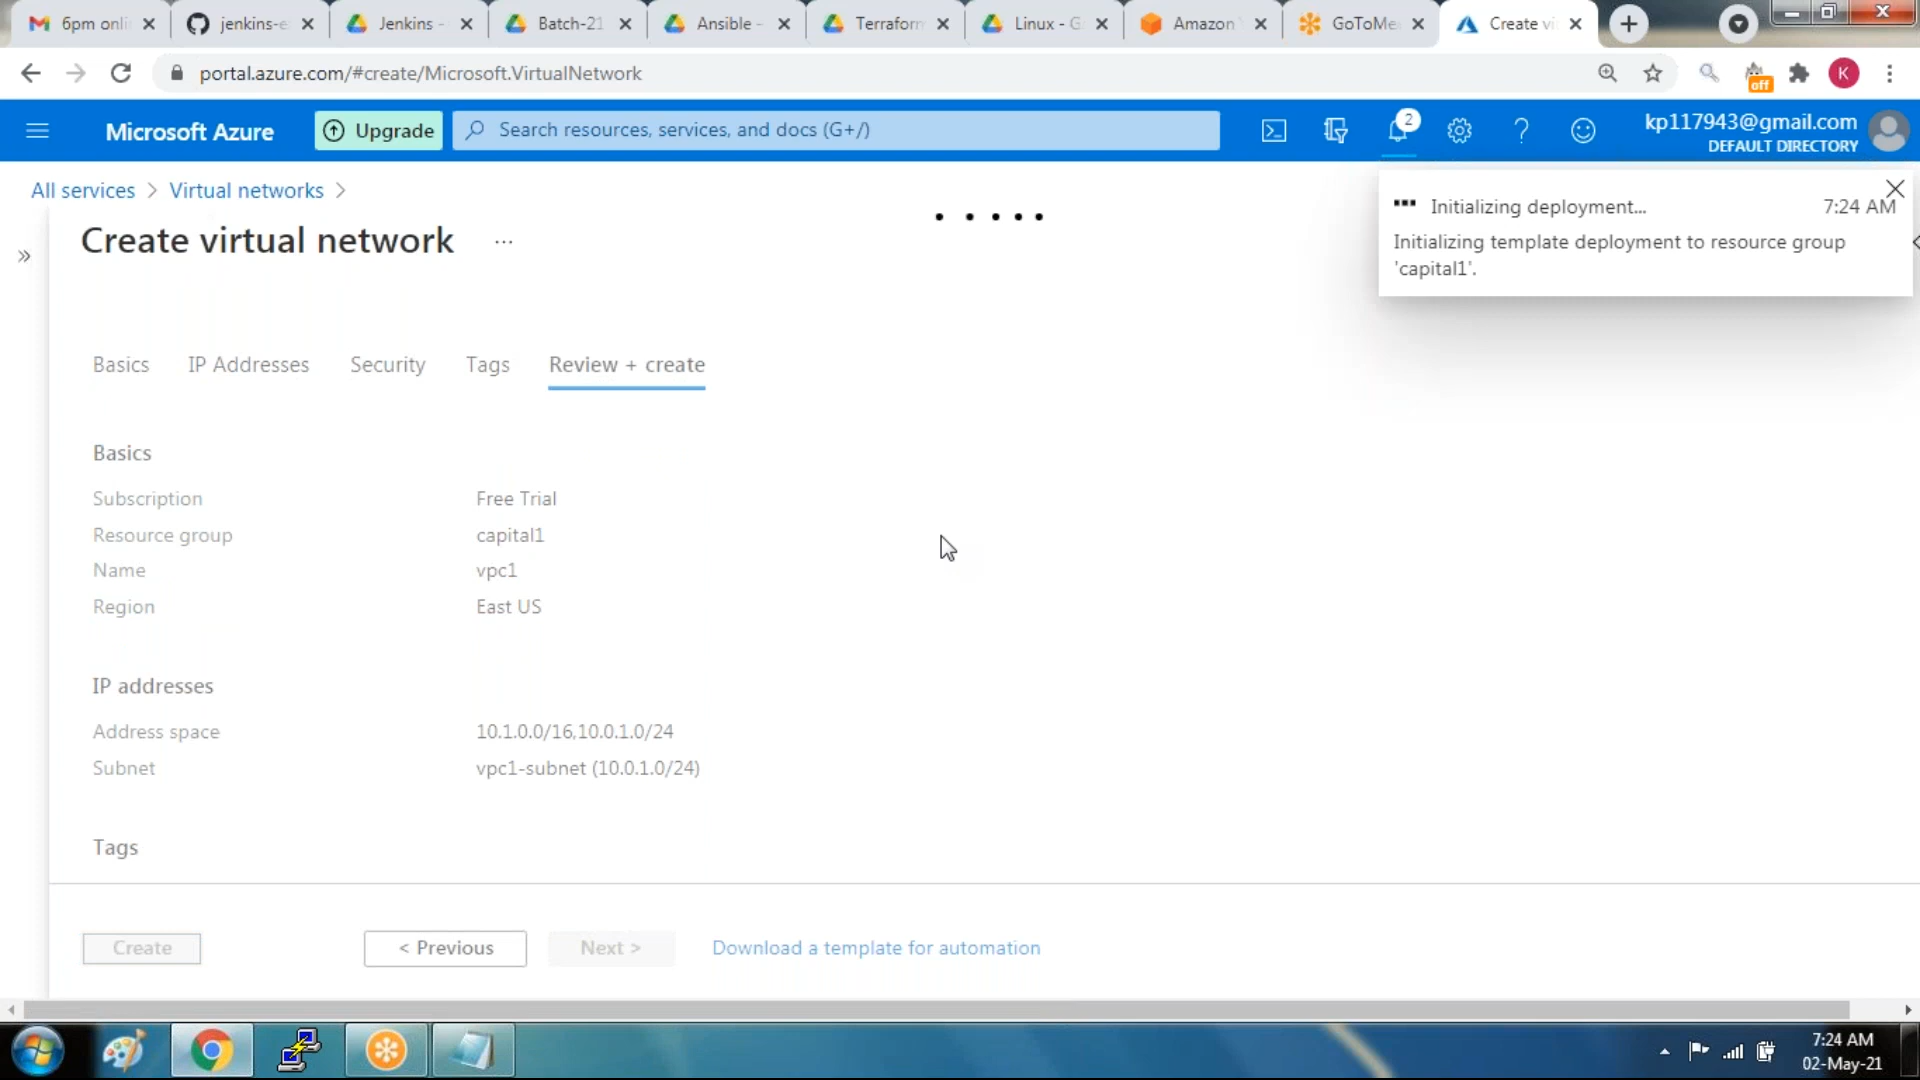 6pm onli
jenkins-e
Jenkins -
Batch-21
Ansible -
Terraform
Linux - G
Amazon
GoToMe
Create vi
portal.azure.com/#create/Microsoft.VirtualNetwork
off
K
Microsoft Azure
Upgrade
Search resources, services, and docs (G+/)
2
kp117943@gmail.com
DEFAULT DIRECTORY
All services > Virtual networks >
Create virtual network ...
Initializing deployment... 7:24 AM
Initializing template deployment to resource group
'capital1'.
Basics IP Addresses Security Tags Review + create
Basics
Subscription Free Trial
Resource group capital1
Name vpc1
Region East US
IP addresses
Address space 10.1.0.0/16,10.0.1.0/24
Subnet vpc1-subnet (10.0.1.0/24)
Tags
Create < Previous Next > Download a template for automation
7:24 AM
02-May-21